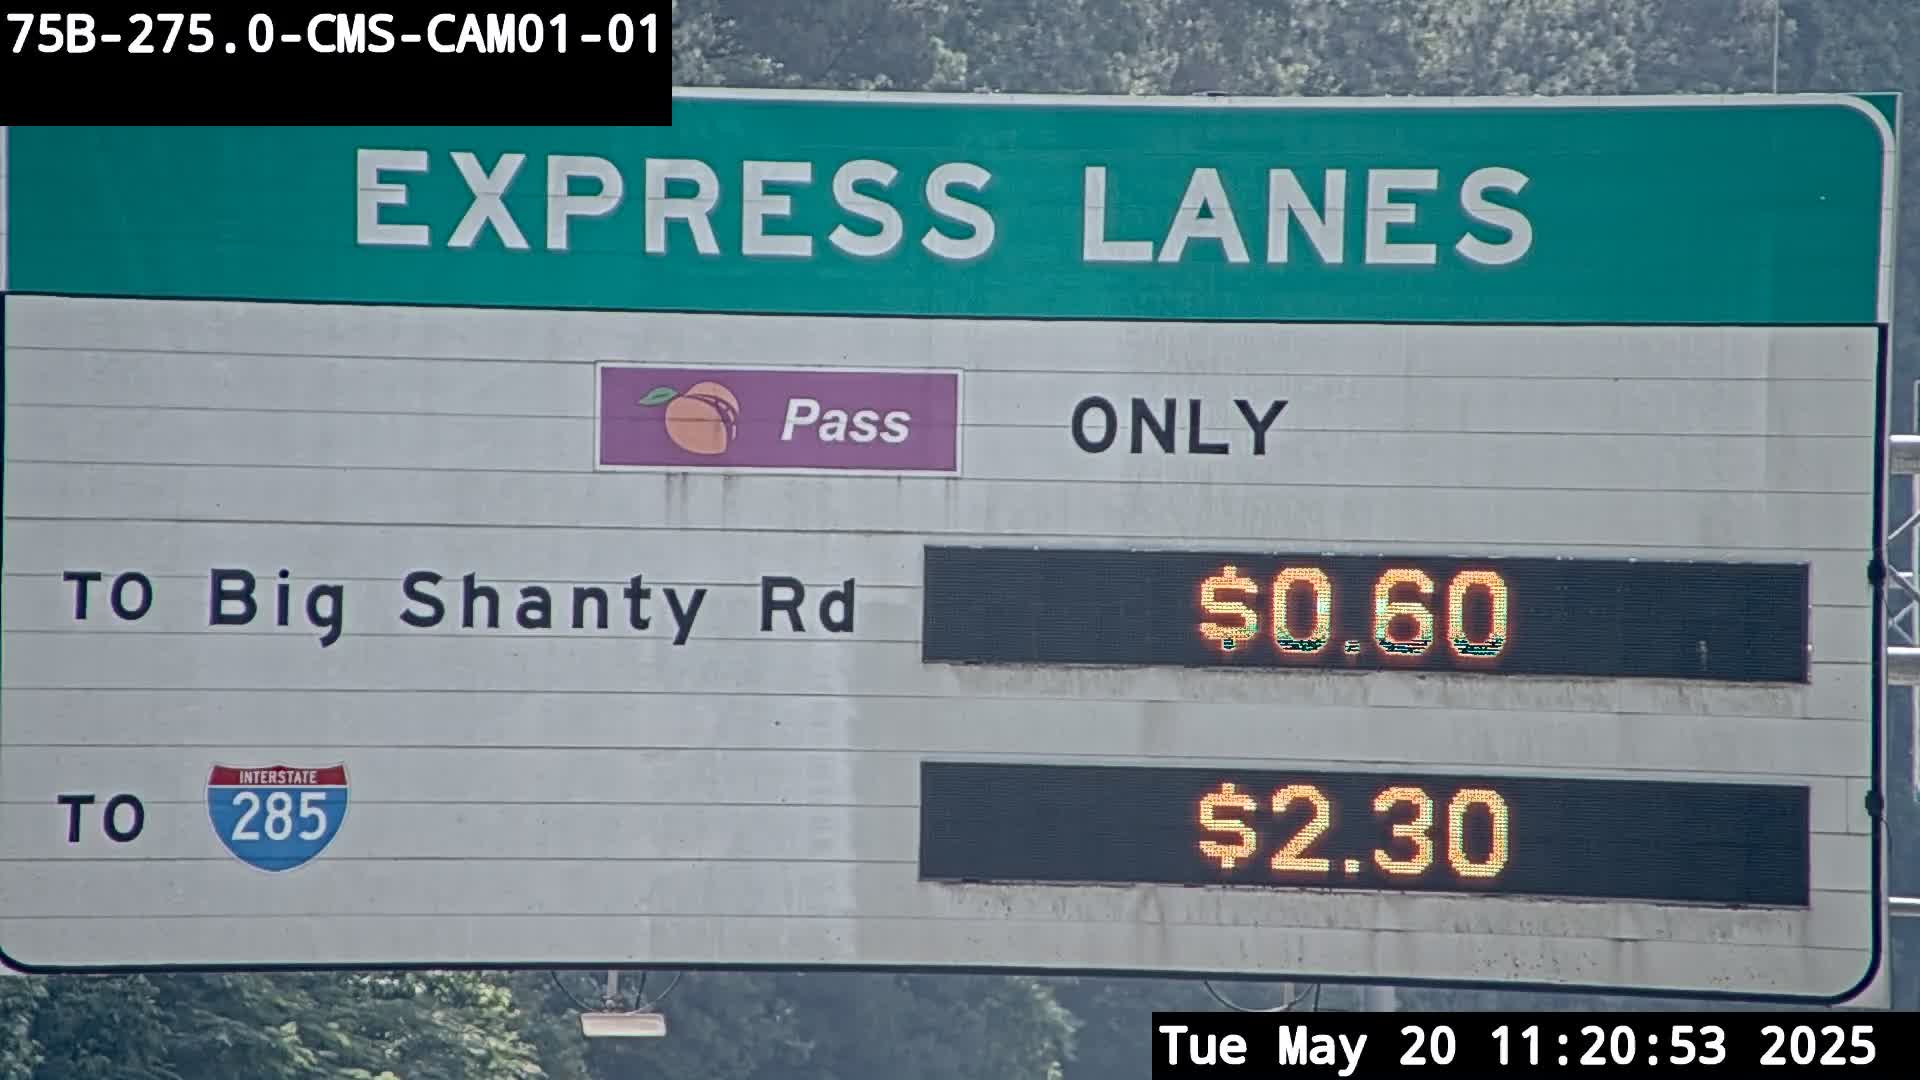 75B-275.0-CMS-CAM01-01
EXPRESS LANES
Pass ONLY
TO Big Shanty Rd $0.60
INTERSTATE
TO 285 $2.30
Tue May 20 11:20:53 2025